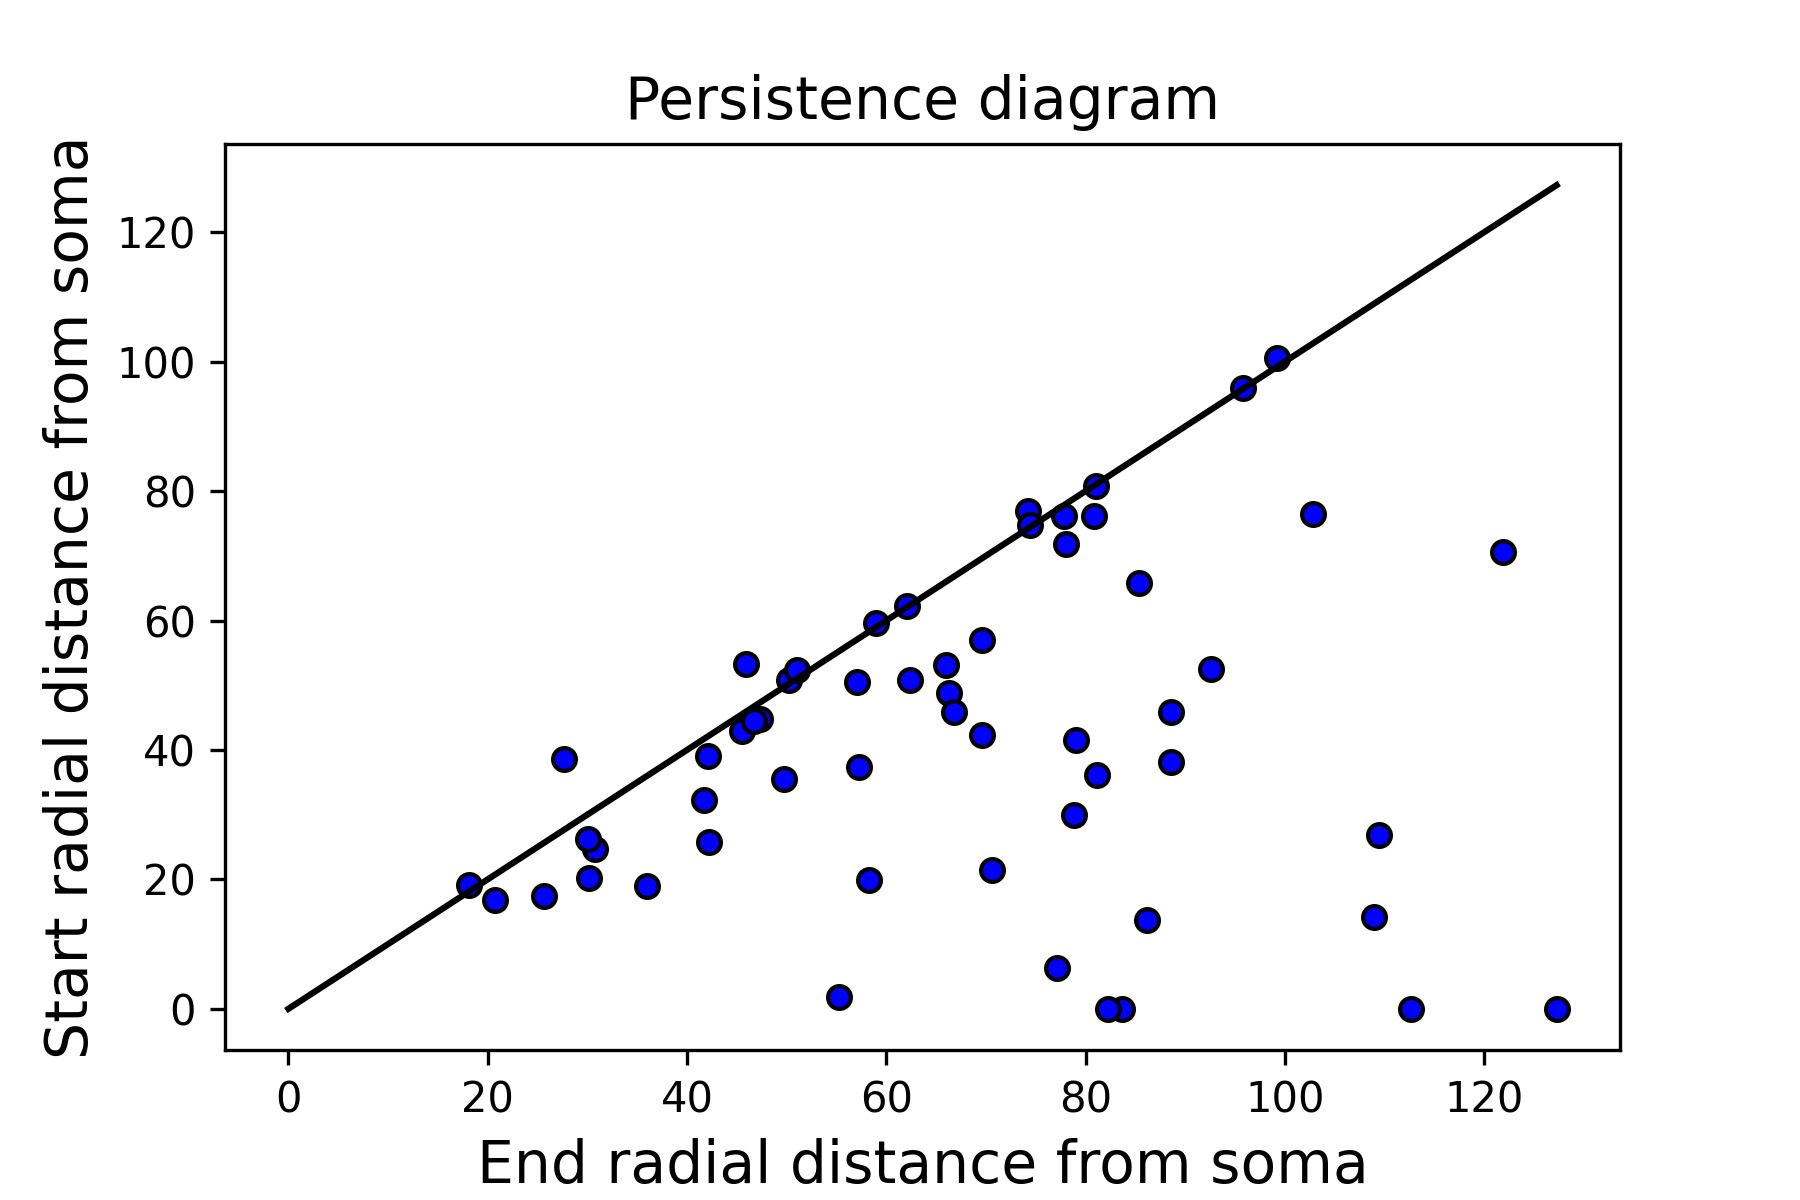 Persistence diagram
Start radial distance from soma
120
100
80
60
40
20
0
0 20 40 60 80 100 120
End radial distance from soma